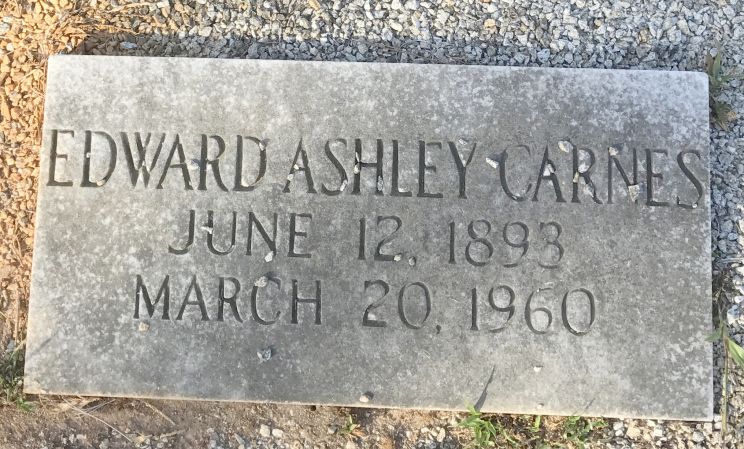 EDWARD ASHLEY CARNES
JUNE 12, 1893
MARCH 20, 1960